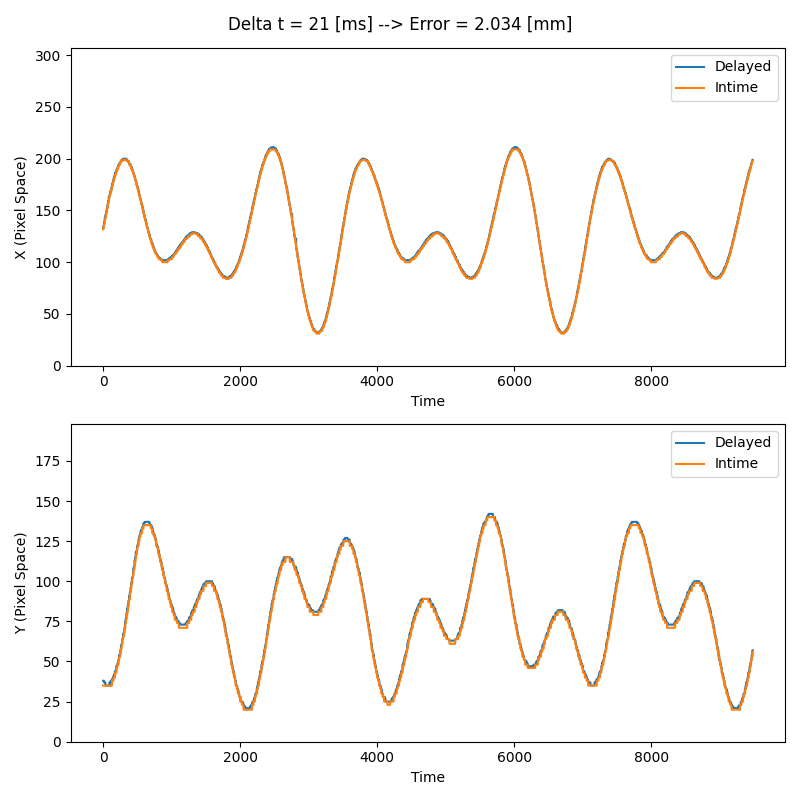 Delta t = 21 [ms] --> Error = 2.034 [mm]
300
250
200
150
100
50
0
X (Pixel Space)
Delayed
Intime
0 2000 4000 6000 8000
Time
175
150
125
100
75
50
25
0
Y (Pixel Space)
Delayed
Intime
0 2000 4000 6000 8000
Time